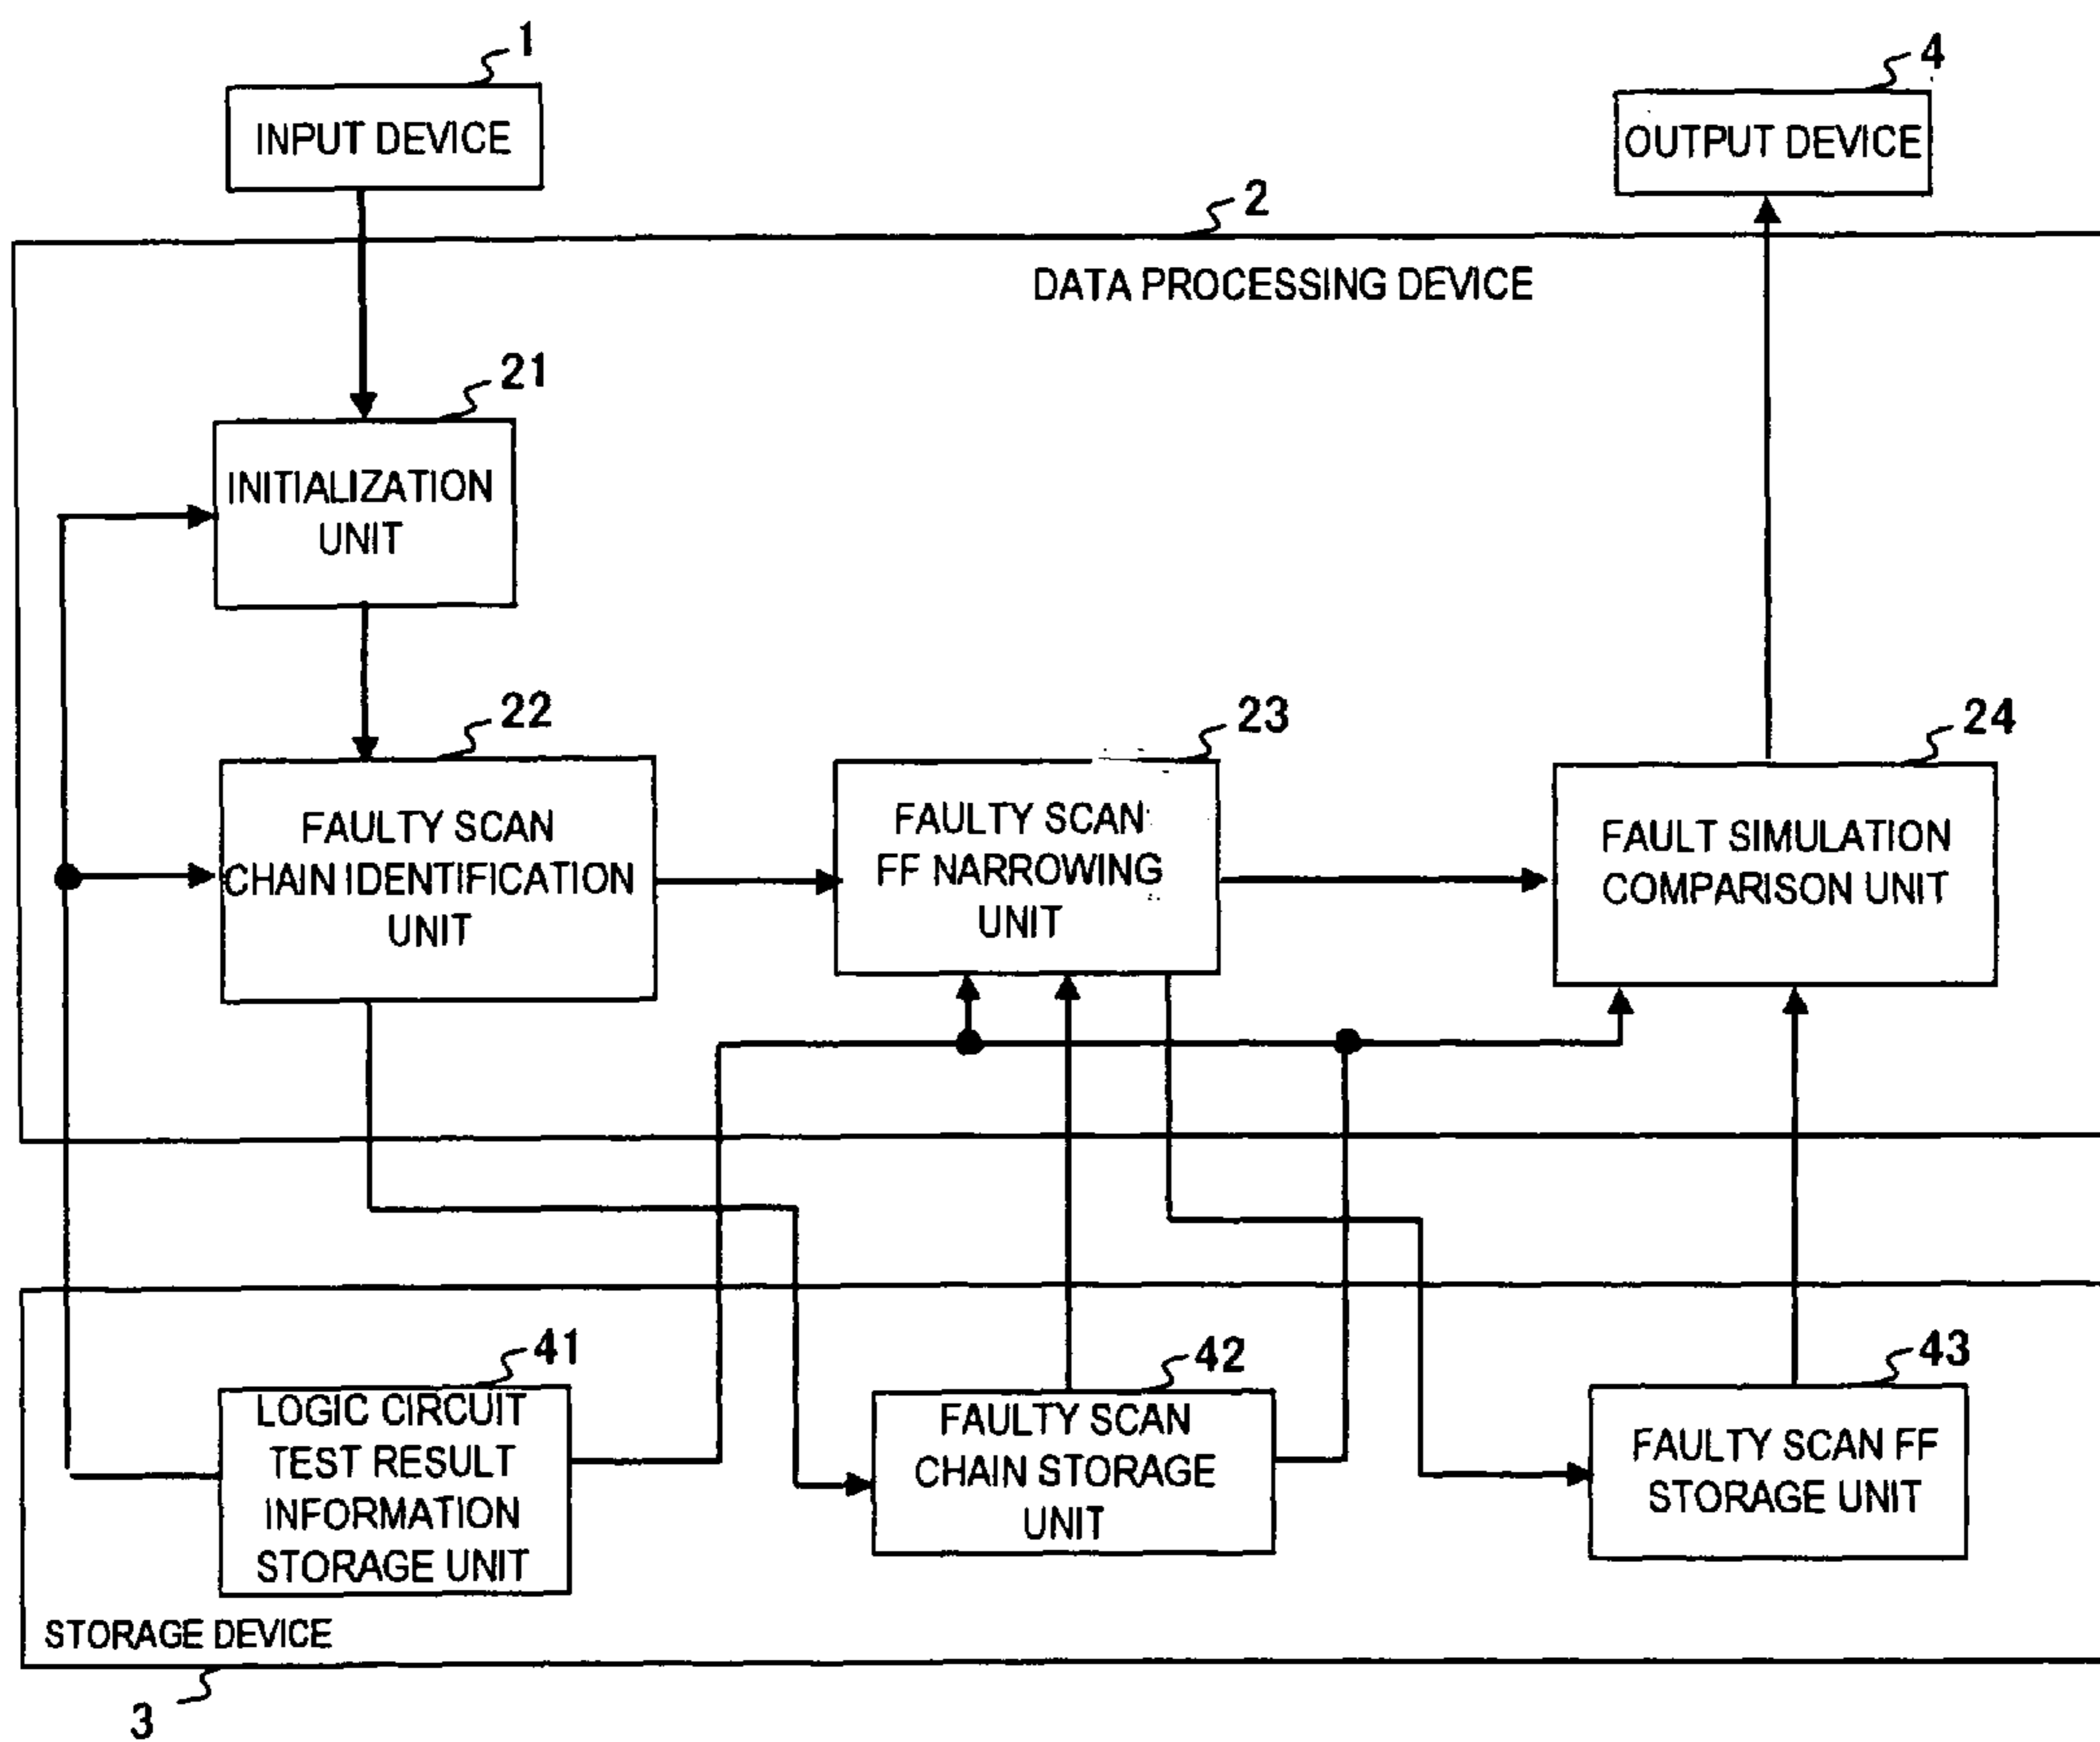 1
INPUT DEVICE
4
OUTPUT DEVICE
2
DATA PROCESSING DEVICE
21
INITIALIZATION
UNIT
22
FAULTY SCAN
CHAIN IDENTIFICATION
UNIT
23
FAULTY SCAN
FF NARROWING
UNIT
24
FAULT SIMULATION
COMPARISON UNIT
41
LOGIC CIRCUIT
TEST RESULT
INFORMATION
STORAGE UNIT
42
FAULTY SCAN
CHAIN STORAGE
UNIT
43
FAULTY SCAN FF
STORAGE UNIT
STORAGE DEVICE
3